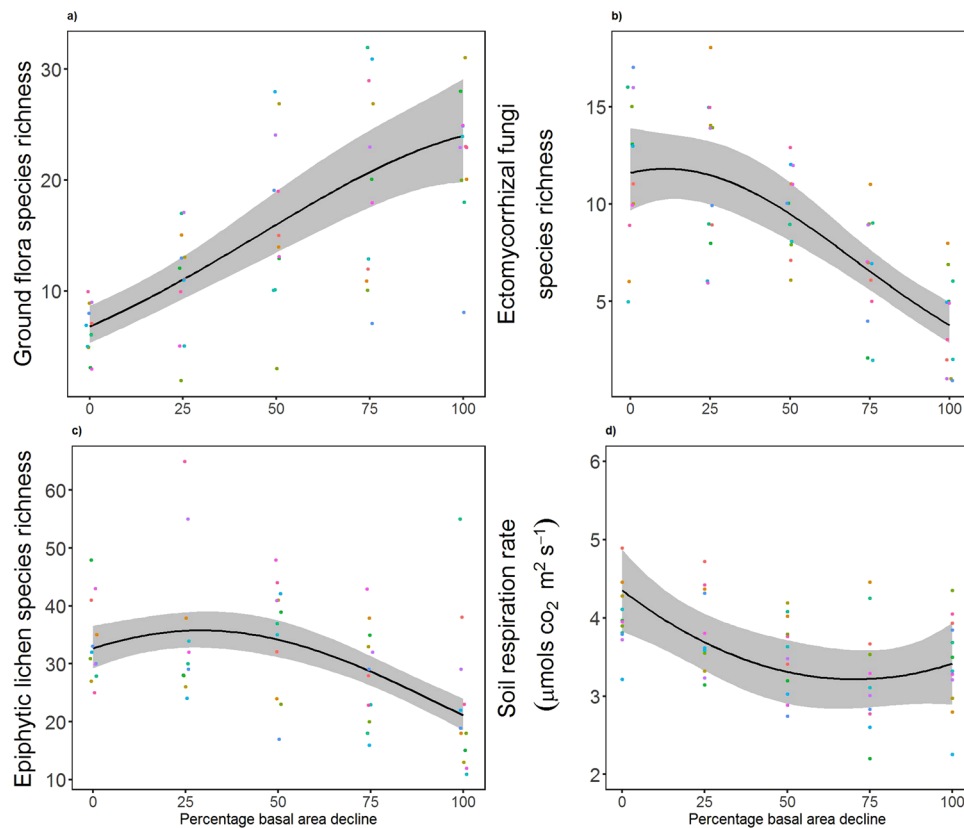 a)
Ground flora species richness
30
20
10
0 25 50 75 100
b)
Ectomycorrhizal fungi
species richness
15
10
5
0 25 50 75 100
c)
Epiphytic lichen species richness
60
50
40
30
20
10
0 25 50 75 100
Percentage basal area decline
d)
Soil respiration rate
(μmols co₂ m² s⁻¹)
6
5
4
3
2
0 25 50 75 100
Percentage basal area decline